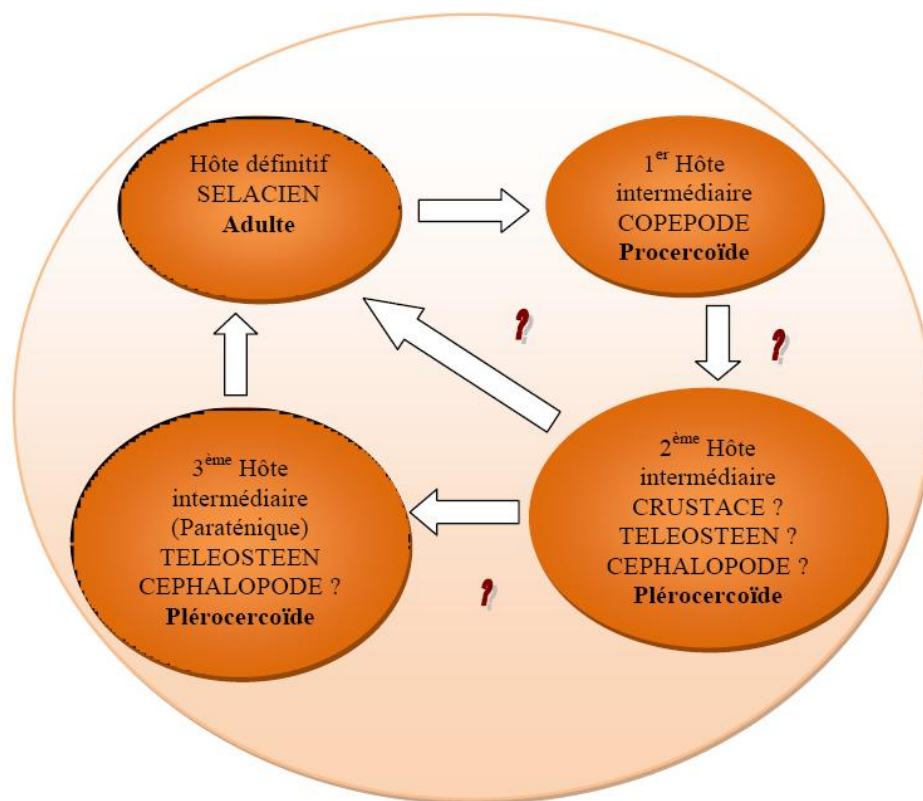 Hôte définitif
SELACIEN
Adulte
1er Hôte
intermédiaire
COPEPODE
Procercoïde
?
?
2ème Hôte
intermédiaire
CRUSTACE ?
TELEOSTEEN ?
CEPHALOPODE ?
Plérocercoïde
3ème Hôte
intermédiaire
(Paraténique)
TELEOSTEEN
CEPHALOPODE ?
Plérocercoïde
?